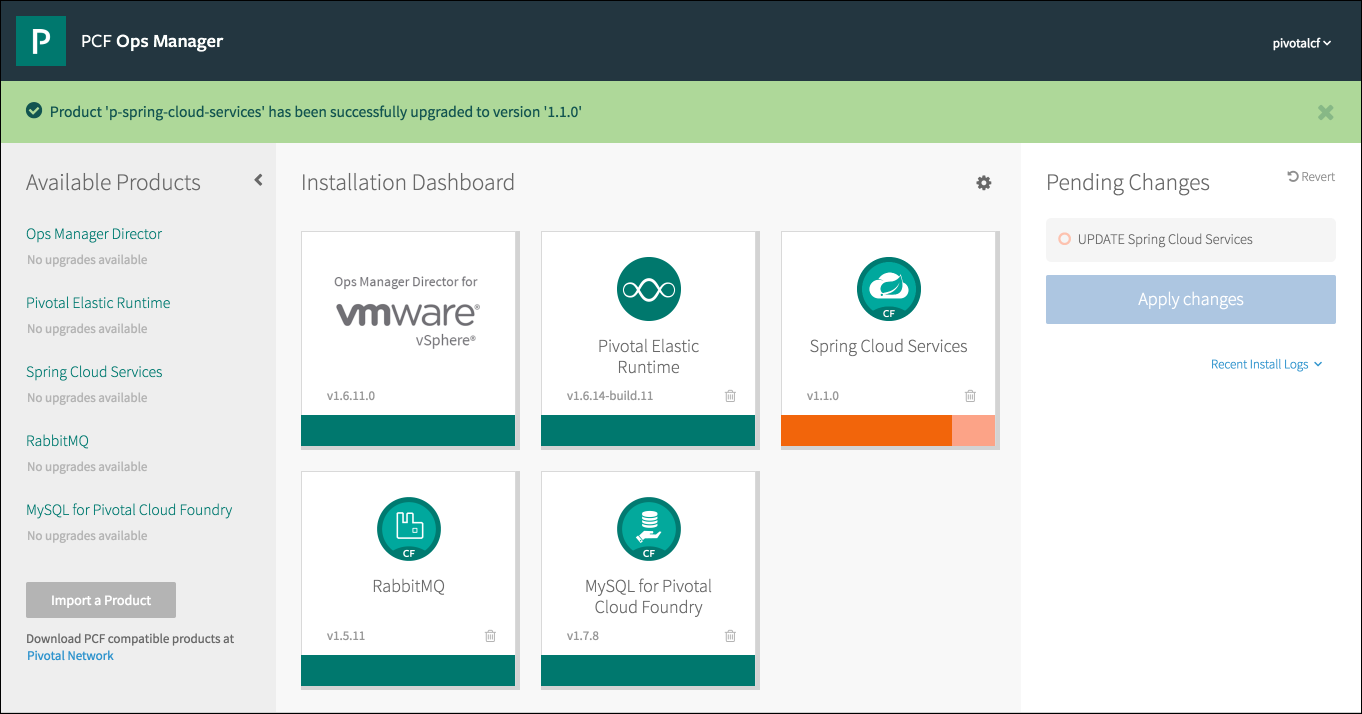 P
PCF Ops Manager
pivotalcf
Product 'p-spring-cloud-services' has been successfully upgraded to version '1.1.0'
Available Products
Ops Manager Director
No upgrades available
Pivotal Elastic Runtime
No upgrades available
Spring Cloud Services
No upgrades available
RabbitMQ
No upgrades available
MySQL for Pivotal Cloud Foundry
No upgrades available
Import a Product
Download PCF compatible products at
Pivotal Network
Installation Dashboard
Ops Manager Director for
vmware®
vSphere®
v1.6.11.0
Pivotal Elastic
Runtime
v1.6.14-build.11
CF
Spring Cloud Services
v1.1.0
CF
RabbitMQ
v1.5.11
CF
MySQL for Pivotal
Cloud Foundry
v1.7.8
Pending Changes
Revert
UPDATE Spring Cloud Services
Apply changes
Recent Install Logs